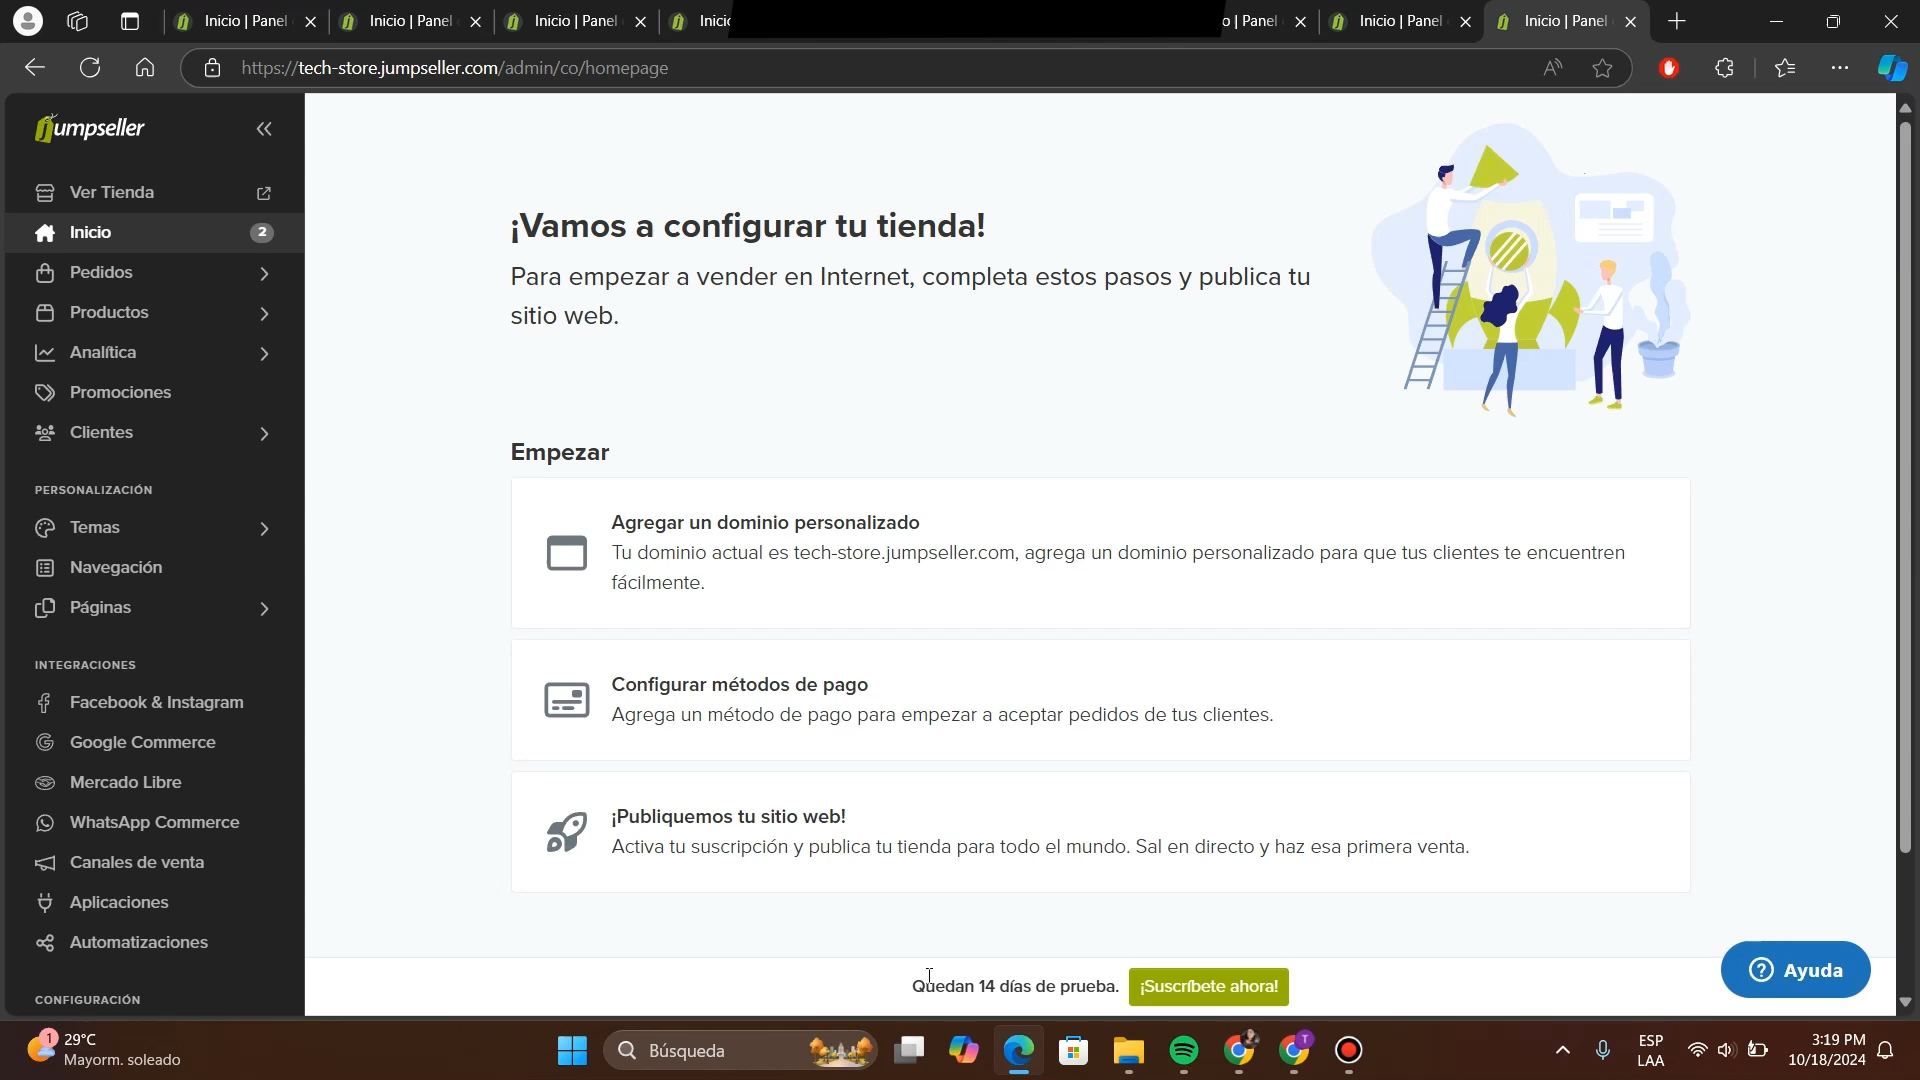 Inicio | Panel
Inicio | Panel
Inicio | Panel
Inicio
o | Panel
Inicio | Panel
Inicio | Panel
https://tech-store.jumpseller.com/admin/co/homepage
jumpseller
Ver Tienda
Inicio
2
Pedidos
Productos
Analítica
Promociones
Clientes
PERSONALIZACIÓN
Temas
Navegación
Páginas
INTEGRACIONES
Facebook & Instagram
Google Commerce
Mercado Libre
WhatsApp Commerce
Canales de venta
Aplicaciones
Automatizaciones
CONFIGURACIÓN
¡Vamos a configurar tu tienda!
Para empezar a vender en Internet, completa estos pasos y publica tu
sitio web.
Empezar
Agregar un dominio personalizado
Tu dominio actual es tech-store.jumpseller.com, agrega un dominio personalizado para que tus clientes te encuentren
fácilmente.
Configurar métodos de pago
Agrega un método de pago para empezar a aceptar pedidos de tus clientes.
¡Publiquemos tu sitio web!
Activa tu suscripción y publica tu tienda para todo el mundo. Sal en directo y haz esa primera venta.
Quedan 14 días de prueba.
¡Suscríbete ahora!
Ayuda
1
29°C
Mayorm. soleado
Búsqueda
T
ESP
LAA
3:19 PM
10/18/2024